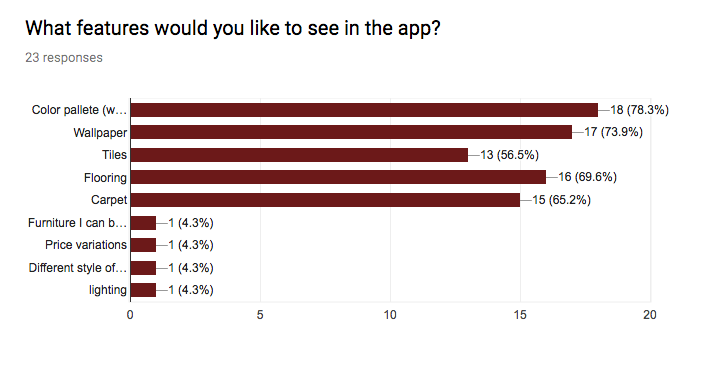 What features would you like to see in the app?
23 responses
Color pallete (w… 18 (78.3%)
Wallpaper 17 (73.9%)
Tiles 13 (56.5%)
Flooring 16 (69.6%)
Carpet 15 (65.2%)
Furniture I can b… 1 (4.3%)
Price variations 1 (4.3%)
Different style of… 1 (4.3%)
lighting 1 (4.3%)
0 5 10 15 20